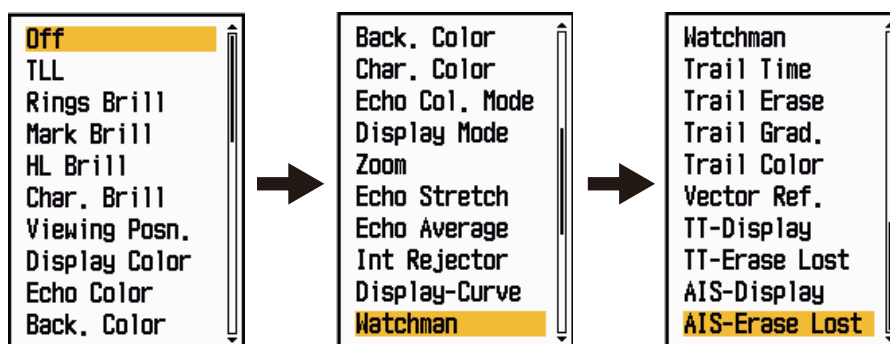 Off
TLL
Rings Brill
Mark Brill
HL Brill
Char. Brill
Viewing Posn.
Display Color
Echo Color
Back. Color
Back. Color
Char. Color
Echo Col. Mode
Display Mode
Zoom
Echo Stretch
Echo Average
Int Rejector
Display-Curve
Watchman
Watchman
Trail Time
Trail Erase
Trail Grad.
Trail Color
Vector Ref.
TT-Display
TT-Erase Lost
AIS-Display
AIS-Erase Lost